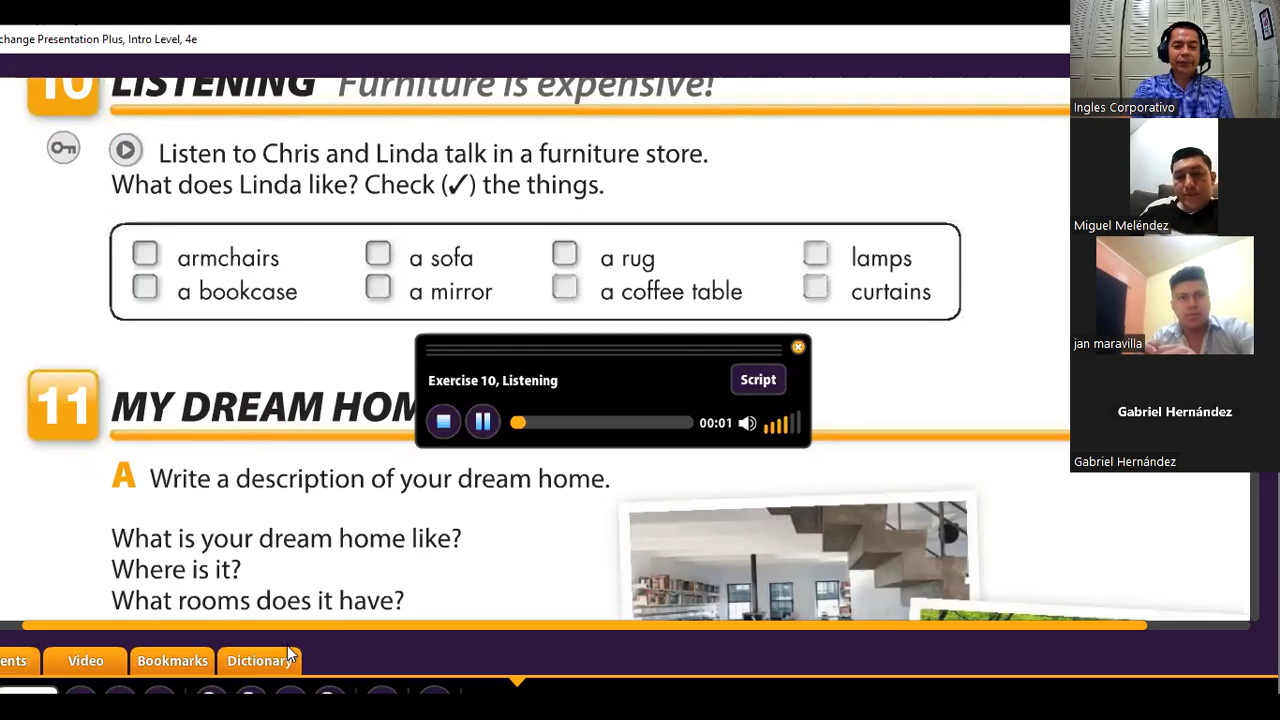 change Presentation Plus, Intro Level, 4e
10 LISTENING Furniture is expensive!
Listen to Chris and Linda talk in a furniture store.
What does Linda like? Check (✓) the things.
armchairs a sofa a rug lamps
a bookcase a mirror a coffee table curtains
Exercise 10, Listening
Script
00:01
11 MY DREAM HOM
A Write a description of your dream home.
What is your dream home like?
Where is it?
What rooms does it have?
ents Video Bookmarks Dictionary
Ingles Corporativo
Miguel Meléndez
jan maravilla
Gabriel Hernández
Gabriel Hernández